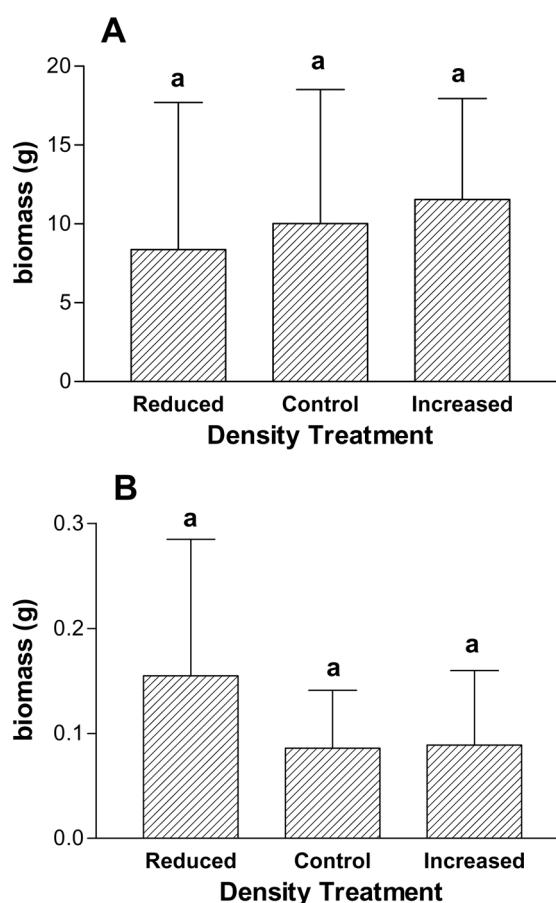 A
20
15
10
5
0
biomass (g)
a a a
Reduced Control Increased
Density Treatment
B
0.3
0.2
0.1
0.0
biomass (g)
a a a
Reduced Control Increased
Density Treatment